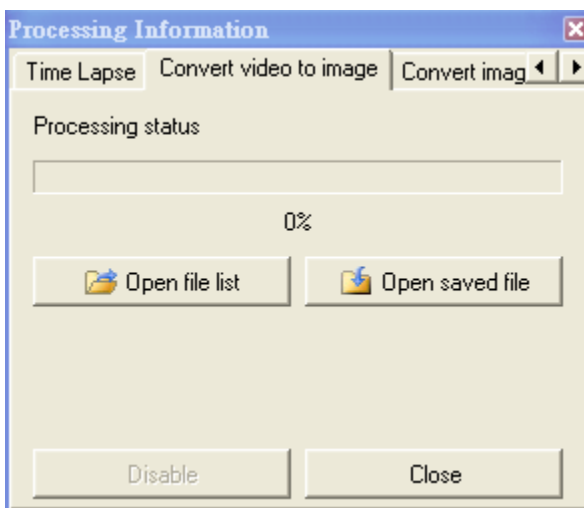 Processing Information
Time Lapse Convert video to image Convert imag
Processing status
0%
Open file list Open saved file
Disable Close